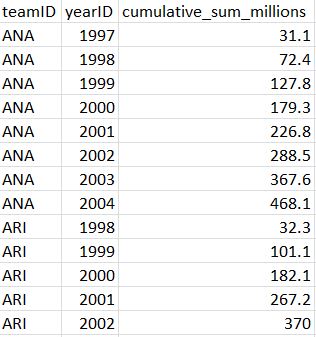 teamID yearID cumulative_sum_millions
ANA 1997 31.1
ANA 1998 72.4
ANA 1999 127.8
ANA 2000 179.3
ANA 2001 226.8
ANA 2002 288.5
ANA 2003 367.6
ANA 2004 468.1
ARI 1998 32.3
ARI 1999 101.1
ARI 2000 182.1
ARI 2001 267.2
ARI 2002 370